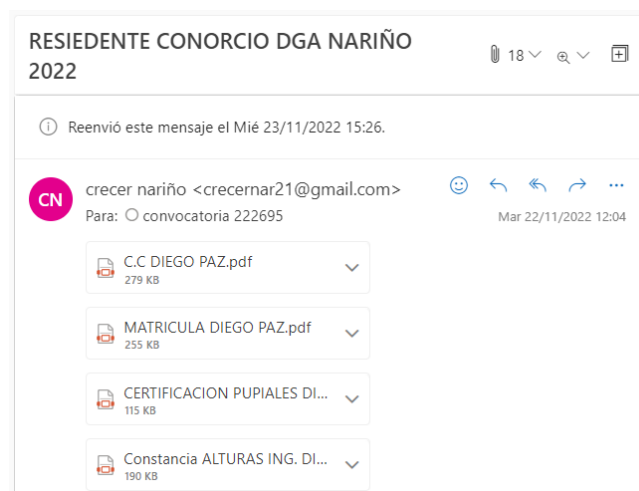 RESIEDENTE CONORCIO DGA NARIÑO
2022
18
Reenvió este mensaje el Mié 23/11/2022 15:26.
CN
crecer nariño <crecernar21@gmail.com>
Para: convocatoria 222695
Mar 22/11/2022 12:04
C.C DIEGO PAZ.pdf
279 KB
MATRICULA DIEGO PAZ.pdf
255 KB
CERTIFICACION PUPIALES DI...
115 KB
Constancia ALTURAS ING. DI...
190 KB